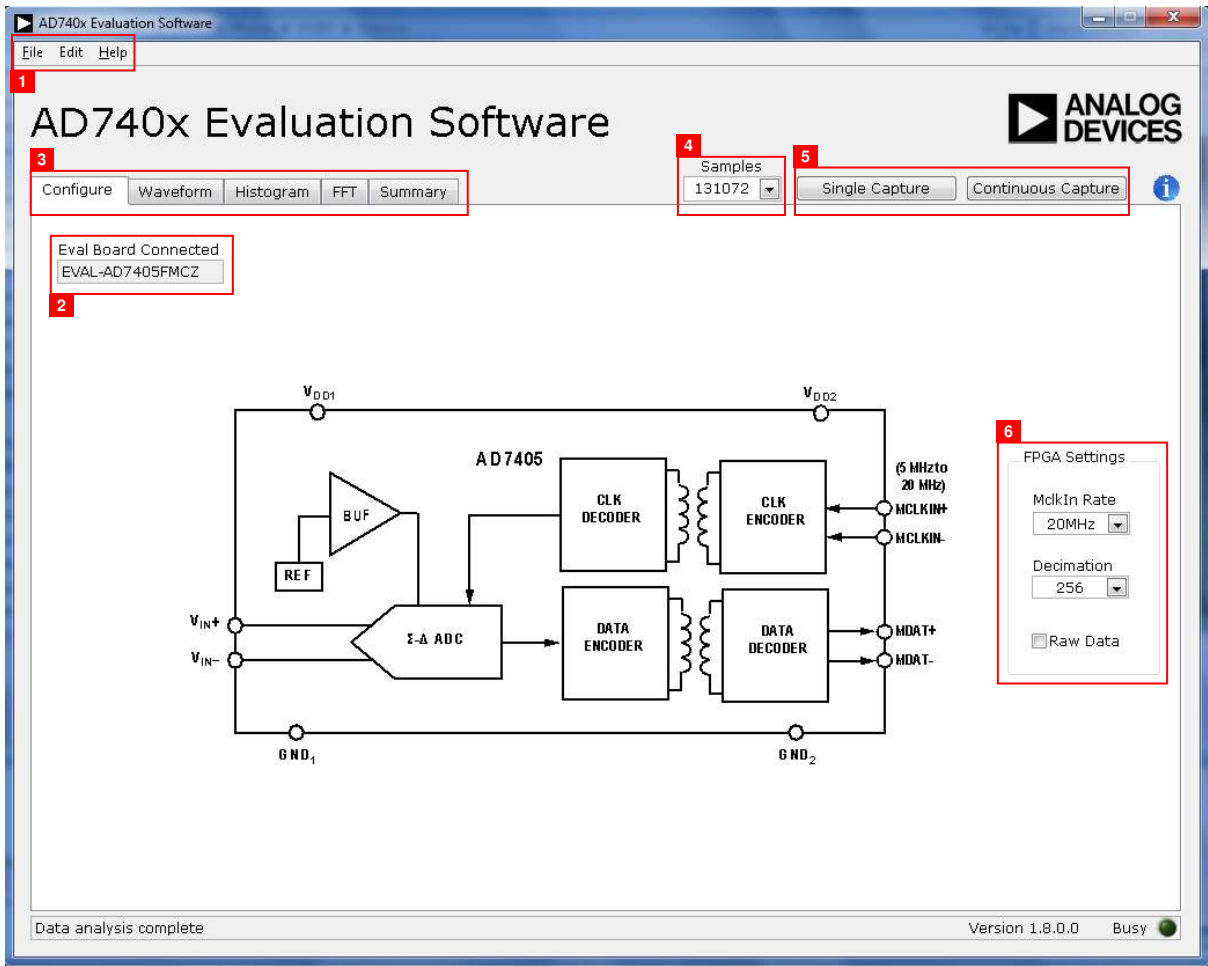 AD740x Evaluation Software
File Edit Help
1
AD740x Evaluation Software
ANALOG
DEVICES
3
Configure Waveform Histogram FFT Summary
4
Samples
131072
5
Single Capture Continuous Capture
i
Eval Board Connected
EVAL-AD7405FMCZ
2
VDD1
VDD2
AD7405
BUF
REF
CLK
DECODER
CLK
ENCODER
(5 MHz to
20 MHz)
MCLKIN+
MCLKIN-
VIN+
VIN−
Σ-Δ ADC
DATA
ENCODER
DATA
DECODER
MDAT+
MDAT-
GND1
GND2
6
FPGA Settings
MclkIn Rate
20MHz
Decimation
256
Raw Data
Data analysis complete
Version 1.8.0.0 Busy